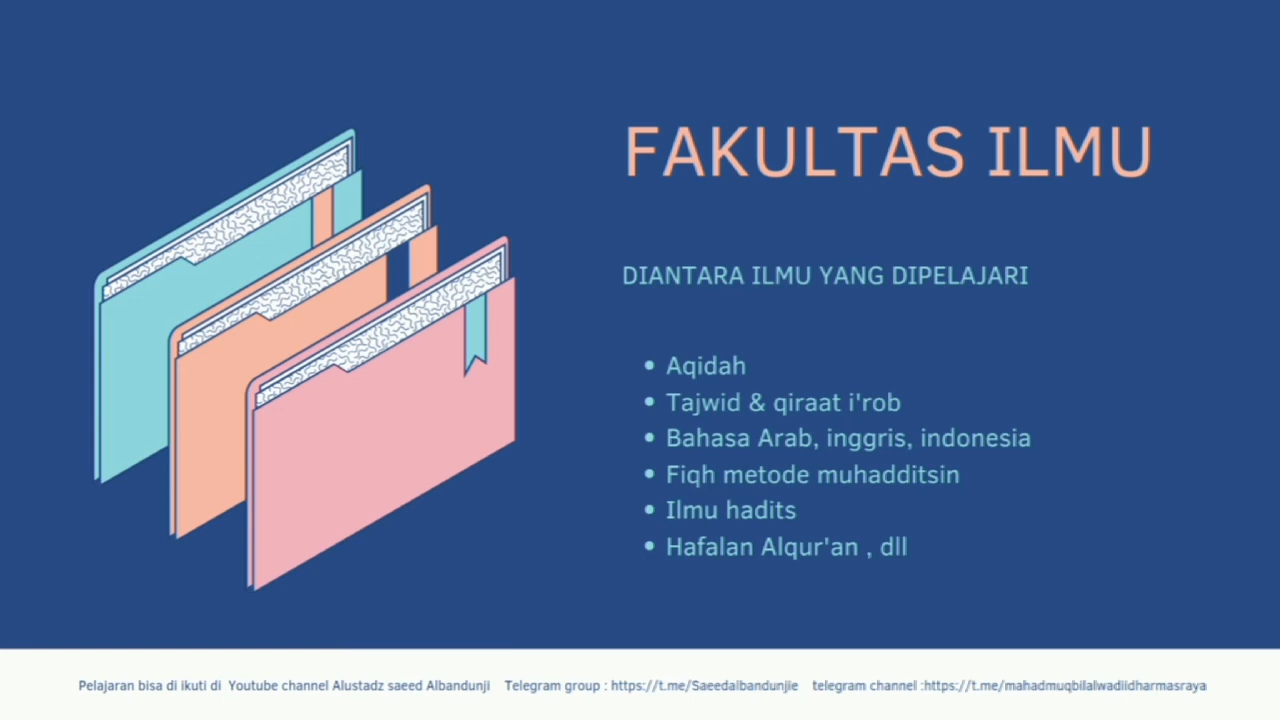 FAKULTAS ILMU
DIANTARA ILMU YANG DIPELAJARI
• Aqidah
• Tajwid & qiraat i'rob
• Bahasa Arab, inggris, indonesia
• Fiqh metode muhadditsin
• Ilmu hadits
• Hafalan Alqur'an , dll
Pelajaran bisa di ikuti di Youtube channel Alustadz saeed Albandunji Telegram group : https://t.me/Saeedalbandunjie telegram channel :https://t.me/mahadmuqbilalwadiidharmasraya